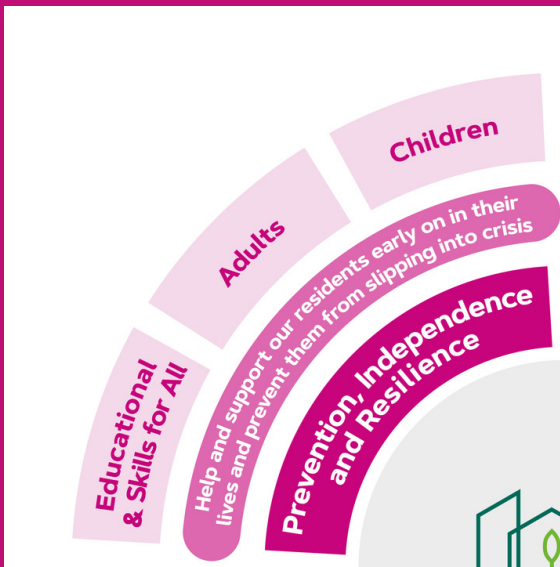 Children
Adults
Educational
& Skills for All
Help and support our residents early on in their
lives and prevent them from slipping into crisis
Prevention, Independence
and Resilience